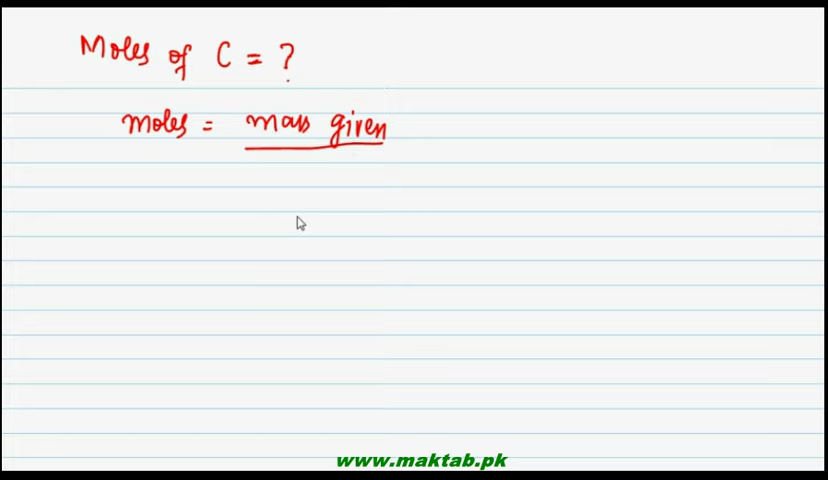 Moles of C = ?
moles = mass given
www.maktab.pk